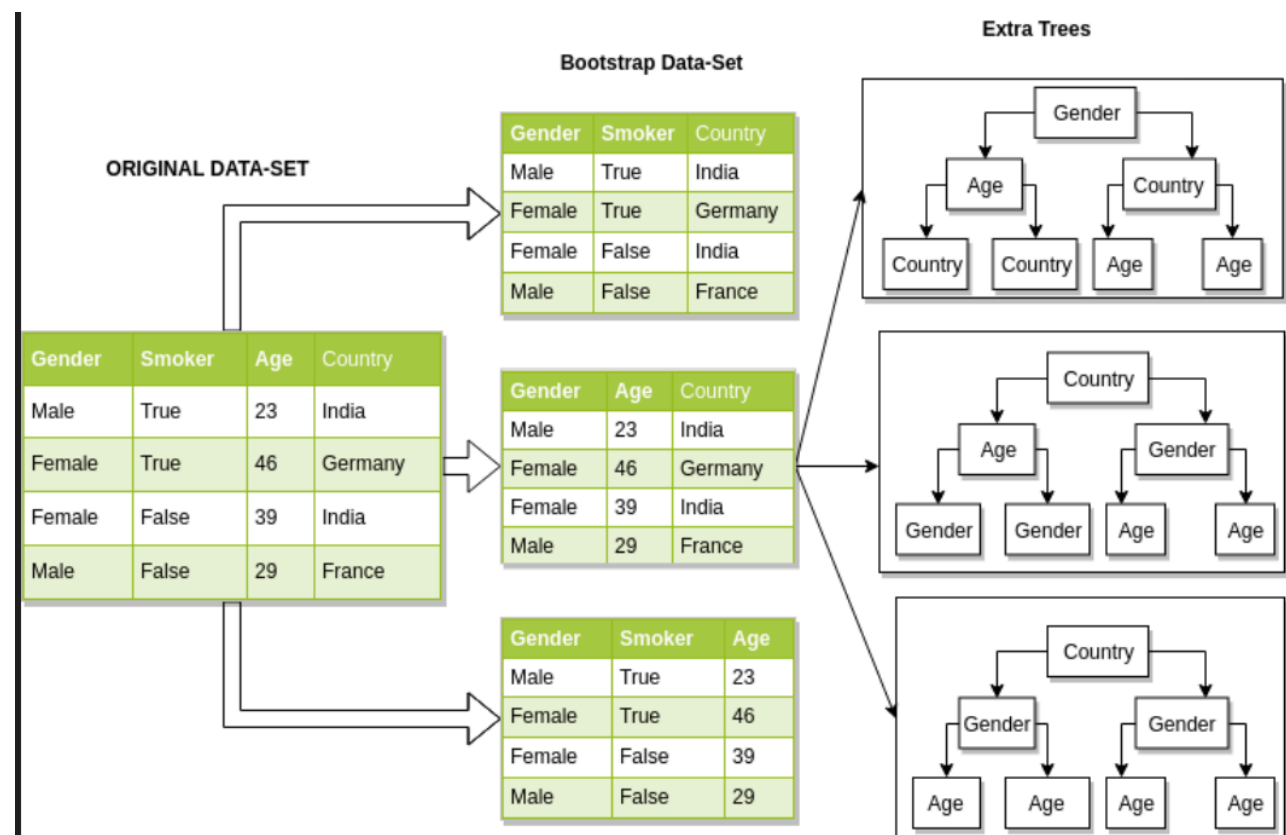 Extra Trees
Bootstrap Data-Set
ORIGINAL DATA-SET
Gender Smoker Age Country
Male True 23 India
Female True 46 Germany
Female False 39 India
Male False 29 France
Gender Smoker Country
Male True India
Female True Germany
Female False India
Male False France
Gender Age Country
Male 23 India
Female 46 Germany
Female 39 India
Male 29 France
Gender Smoker Age
Male True 23
Female True 46
Female False 39
Male False 29
Gender
Age Country
Country Country Age Age
Country
Age Gender
Gender Gender Age Age
Country
Gender Gender
Age Age Age Age